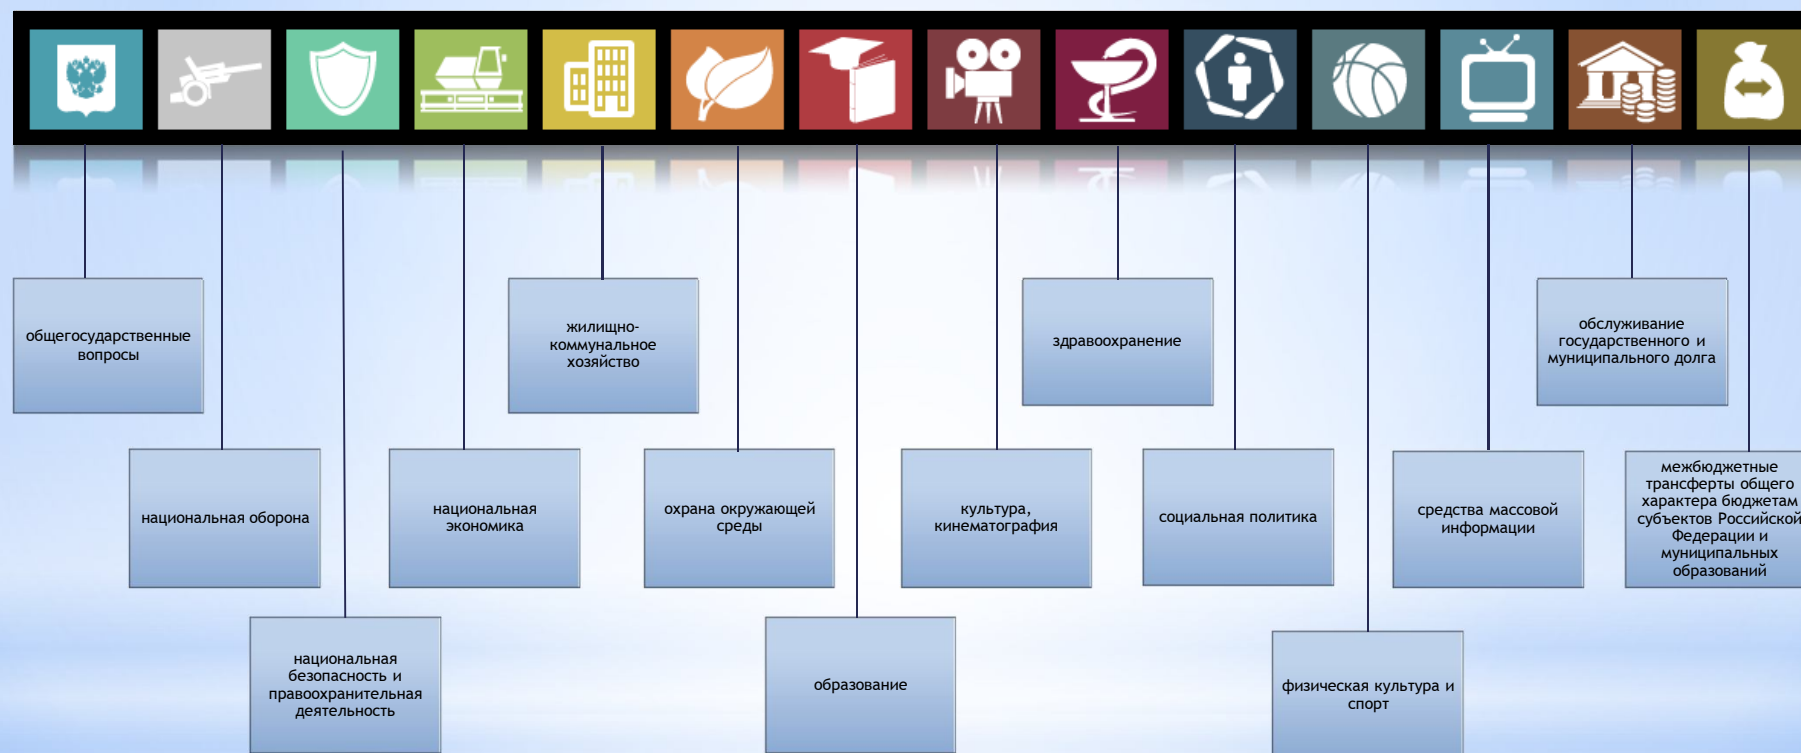 общегосударственные
вопросы
жилищно-
коммунальное
хозяйство
здравоохранение
обслуживание
государственного и
муниципального долга
национальная оборона
национальная
экономика
охрана окружающей
среды
культура,
кинематография
социальная политика
средства массовой
информации
межбюджетные
трансферты общего
характера бюджетам
субъектов Российской
Федерации и
муниципальных
образований
национальная
безопасность и
правоохранительная
деятельность
образование
физическая культура и
спорт